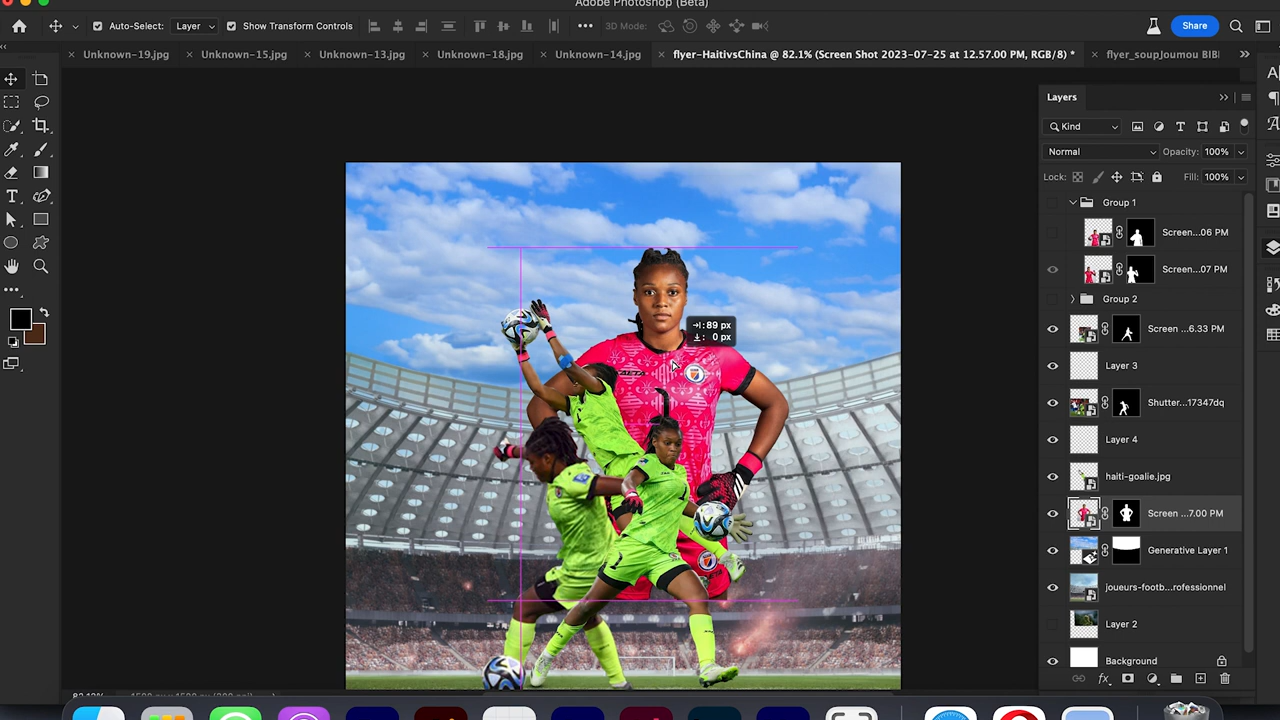 Adobe Photoshop (Beta)
Auto-Select: Layer Show Transform Controls 3D Mode: Share
Unknown-19.jpg Unknown-15.jpg Unknown-13.jpg Unknown-18.jpg Unknown-14.jpg flyer-HaitivsChina @ 82.1% (Screen Shot 2023-07-25 at 12.57.00 PM, RGB/8) * flyer_soupJoumou BIBI
Layers
Kind
Normal Opacity: 100%
Lock: Fill: 100%
Group 1
Screen...06 PM
Screen...07 PM
Group 2
Screen ...6.33 PM
Layer 3
Shutter...17347dq
Layer 4
haiti-goalie.jpg
Screen ...7.00 PM
Generative Layer 1
joueurs-footb...rofessionnel
Layer 2
Background
: 89 px
: 0 px